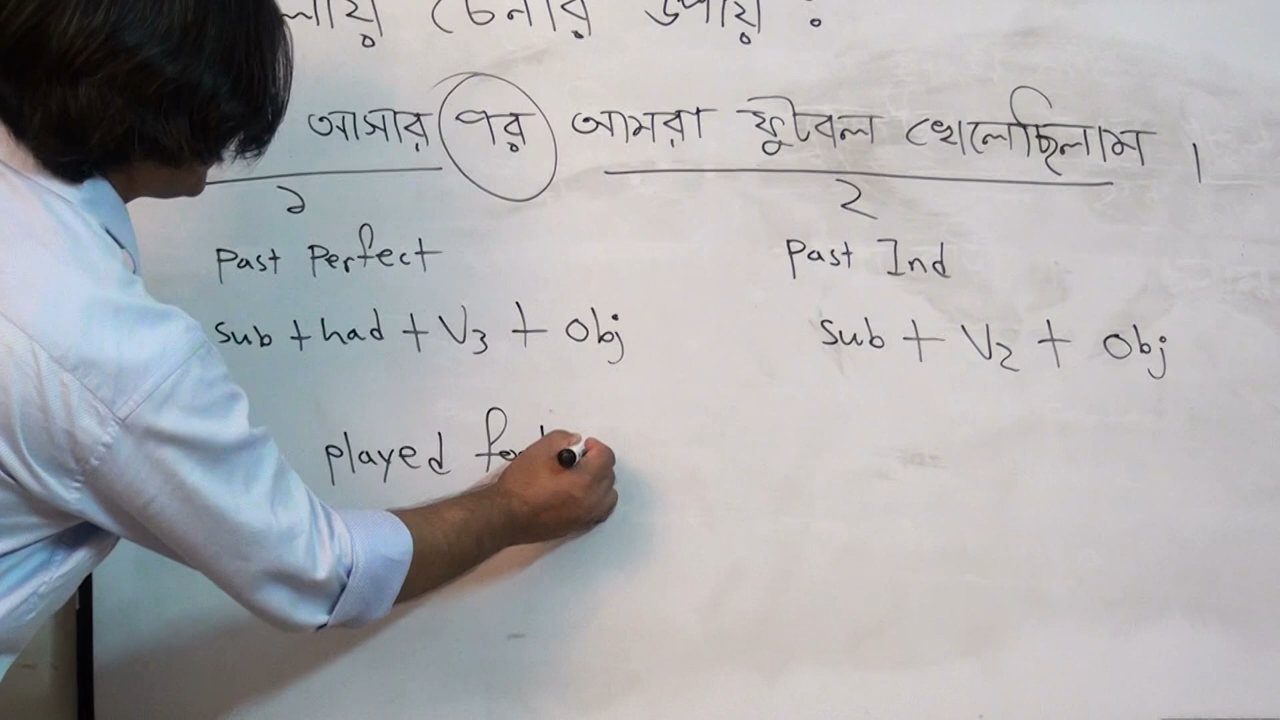 চেনার উপায় :
আসার পর আমরা ফুটবল খেলেছিলাম ।
১ ২
Past Perfect Past Ind
Sub + had + V3 + Obj Sub + V2 + Obj
played